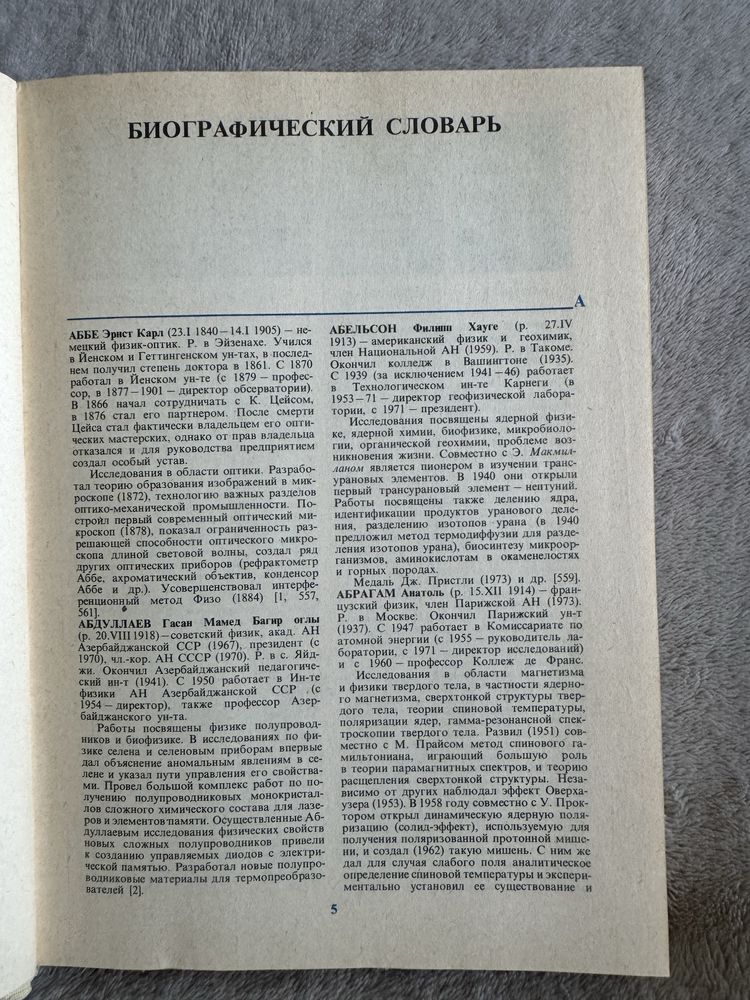 БИОГРАФИЧЕСКИЙ СЛОВАРЬ
А
АББЕ Эрнст Карл (23.I 1840—14.I 1905) — не-
мецкий физик-оптик. Р. в Эйзенахе. Учился
в Йенском и Геттингенском ун-тах, в послед-
нем получил степень доктора в 1861. С 1870
работал в Йенском ун-те (с 1879 — профес-
сор, в 1877—1901 — директор обсерватории).
В 1866 начал сотрудничать с К. Цейсом,
в 1876 стал его партнером. После смерти
Цейса стал фактически владельцем его опти-
ческих мастерских, однако от прав владельца
отказался и для руководства предприятием
создал особый устав.
Исследования в области оптики. Разрабо-
тал теорию образования изображений в мик-
роскопе (1872), технологию важных разделов
оптико-механической промышленности. По-
стройл первый современный оптический ми-
кроскоп (1878), показал ограниченность раз-
решающей способности оптического микро-
скопа длиной световой волны, создал ряд
других оптических приборов (рефрактометр
Аббе, ахроматический объектив, конденсор
Аббе и др.). Усовершенствовал интерфе-
ренционный метод Физо (1884) [1, 557,
561].
АБДУЛЛАЕВ Гасан Мамед Багир оглы
(р. 20.VIII 1918) — советский физик, акад. АН
Азербайджанской ССР (1967), президент (с
1970), чл.-кор. АН СССР (1970). Р. в с. Яйд-
жи. Окончил Азербайджанский педагогиче-
ский ин-т (1941). С 1950 работает в Ин-те
физики АН Азербайджанской ССР (с
1954 — директор), также профессор Азер-
байджанского ун-та.
Работы посвящены физике полупровод-
ников и биофизике. В исследованиях по фи-
зике селена и селеновым приборам впервые
дал объяснение аномальным явлениям в се-
лене и указал пути управления его свойства-
ми. Провел большой комплекс работ по по-
лучению полупроводниковых монокристал-
лов сложного химического состава для лазе-
ров и элементов памяти. Осуществленные Аб-
дуллаевым исследования физических свойств
новых сложных полупроводников привели
к созданию управляемых диодов с электри-
ческой памятью. Разработал новые полупро-
водниковые материалы для термопреобразо-
вателей [2].
АБЕЛЬСОН Филипп Хауге (р. 27.IV
1913) — американский физик и геохимик,
член Национальной АН (1959). Р. в Такоме.
Окончил колледж в Вашингтоне (1935).
С 1939 (за исключением 1941—46) работает
в Технологическом ин-те Карнеги (в
1953—71 — директор геофизической лабора-
тории, с 1971 — президент).
Исследования посвящены ядерной физи-
ке, ядерной химии, биофизике, микробиоло-
гии, органической геохимии, проблеме воз-
никновения жизни. Совместно с Э. Макмил-
ланом является пионером в изучении транс-
урановых элементов. В 1940 они открыли
первый трансурановый элемент — нептуний.
Работы посвящены также делению ядра,
идентификации продуктов уранового деле-
ния, разделению изотопов урана (в 1940
предложил метод термодиффузии для разде-
ления изотопов урана), биосинтезу микроор-
ганизмов, аминокислотам в окаменелостях
и горных породах.
Медаль Дж. Пристли (1973) и др. [559].
АБРАГАМ Анатоль (р. 15.XII 1914) — фран-
цузский физик, член Парижской АН (1973).
Р. в Москве. Окончил Парижский ун-т
(1937). С 1947 работает в Комиссариате по
атомной энергии (с 1955 — руководитель ла-
боратории, с 1971 — директор исследований)
и с 1960 — профессор Коллеж де Франс.
Исследования в области магнетизма
и физики твердого тела, в частности ядерно-
го магнетизма, сверхтонкой структуры твер-
дого тела, теории спиновой температуры,
поляризации ядер, гамма-резонансной спек-
троскопии твердого тела. Развил (1951) сов-
местно с М. Прайсом метод спинового га-
мильтониана, играющий большую роль
в теории парамагнитных спектров, и теорию
расщепления сверхтонкой структуры. Неза-
висимо от других наблюдал эффект Оверха-
узера (1953). В 1958 году совместно с У. Прок-
тором открыл динамическую ядерную поля-
ризацию (солид-эффект), используемую для
получения поляризованной протонной мише-
ни, и создал (1962) такую мишень. С ним же
дал для случая слабого поля аналитическое
определение спиновой температуры и экспери-
ментально установил ее существование и
5